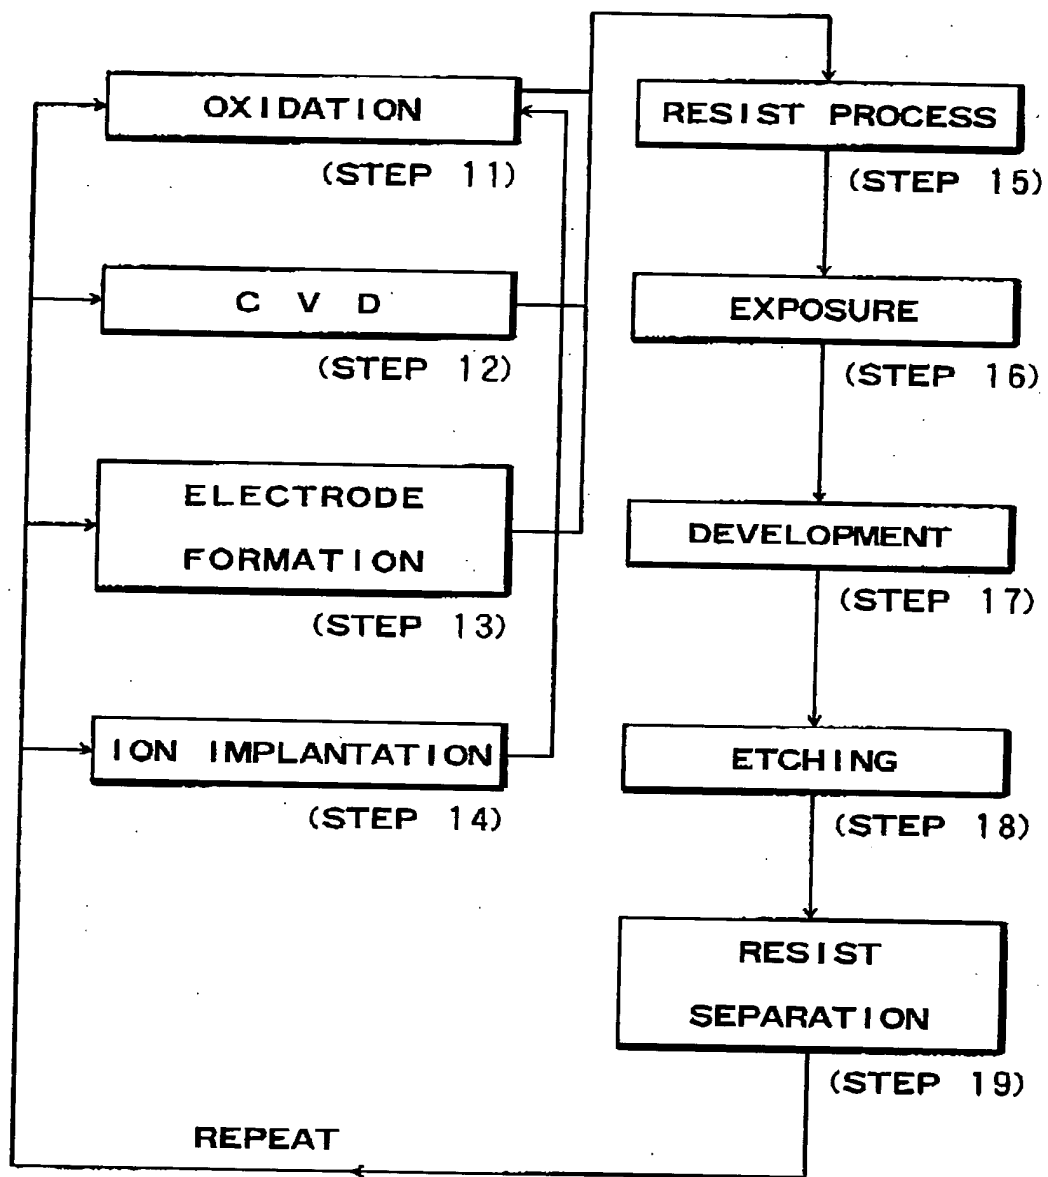 OXIDATION
(STEP 11)
C V D
(STEP 12)
ELECTRODE
FORMATION
(STEP 13)
ION IMPLANTATION
(STEP 14)
RESIST PROCESS
(STEP 15)
EXPOSURE
(STEP 16)
DEVELOPMENT
(STEP 17)
ETCHING
(STEP 18)
RESIST
SEPARATION
(STEP 19)
REPEAT